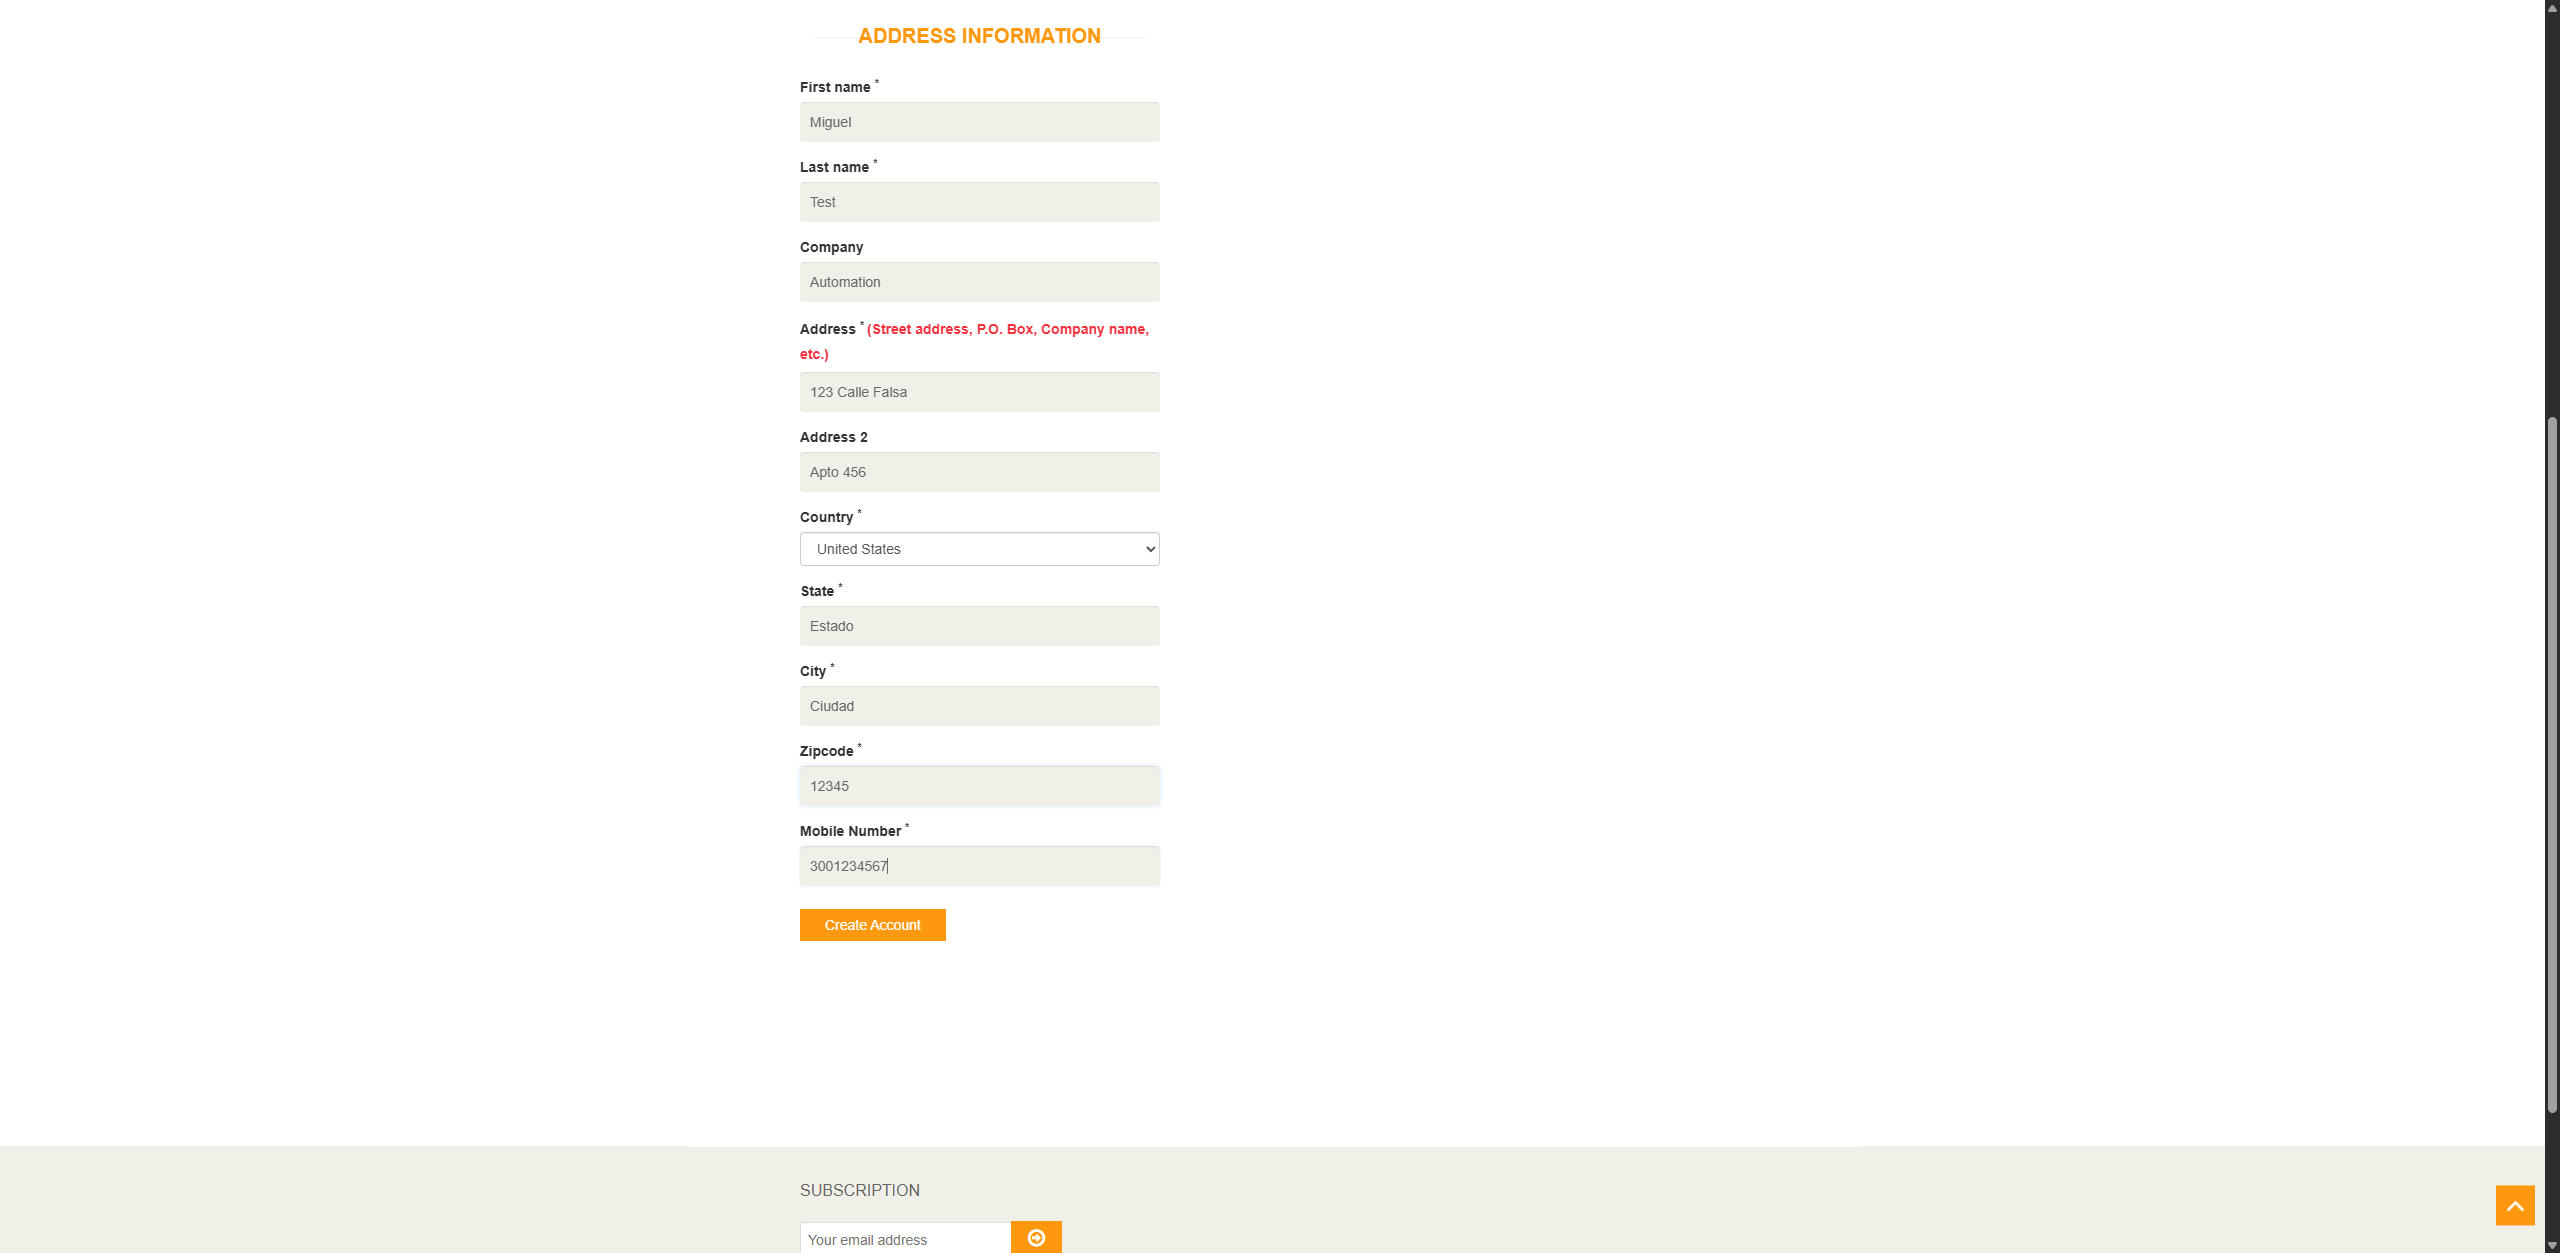 ADDRESS INFORMATION
First name *
Miguel
Last name *
Test
Company
Automation
Address * (Street address, P.O. Box, Company name,
etc.)
123 Calle Falsa
Address 2
Apto 456
Country *
United States
State *
Estado
City *
Ciudad
Zipcode *
12345
Mobile Number *
3001234567
Create Account
SUBSCRIPTION
Your email address